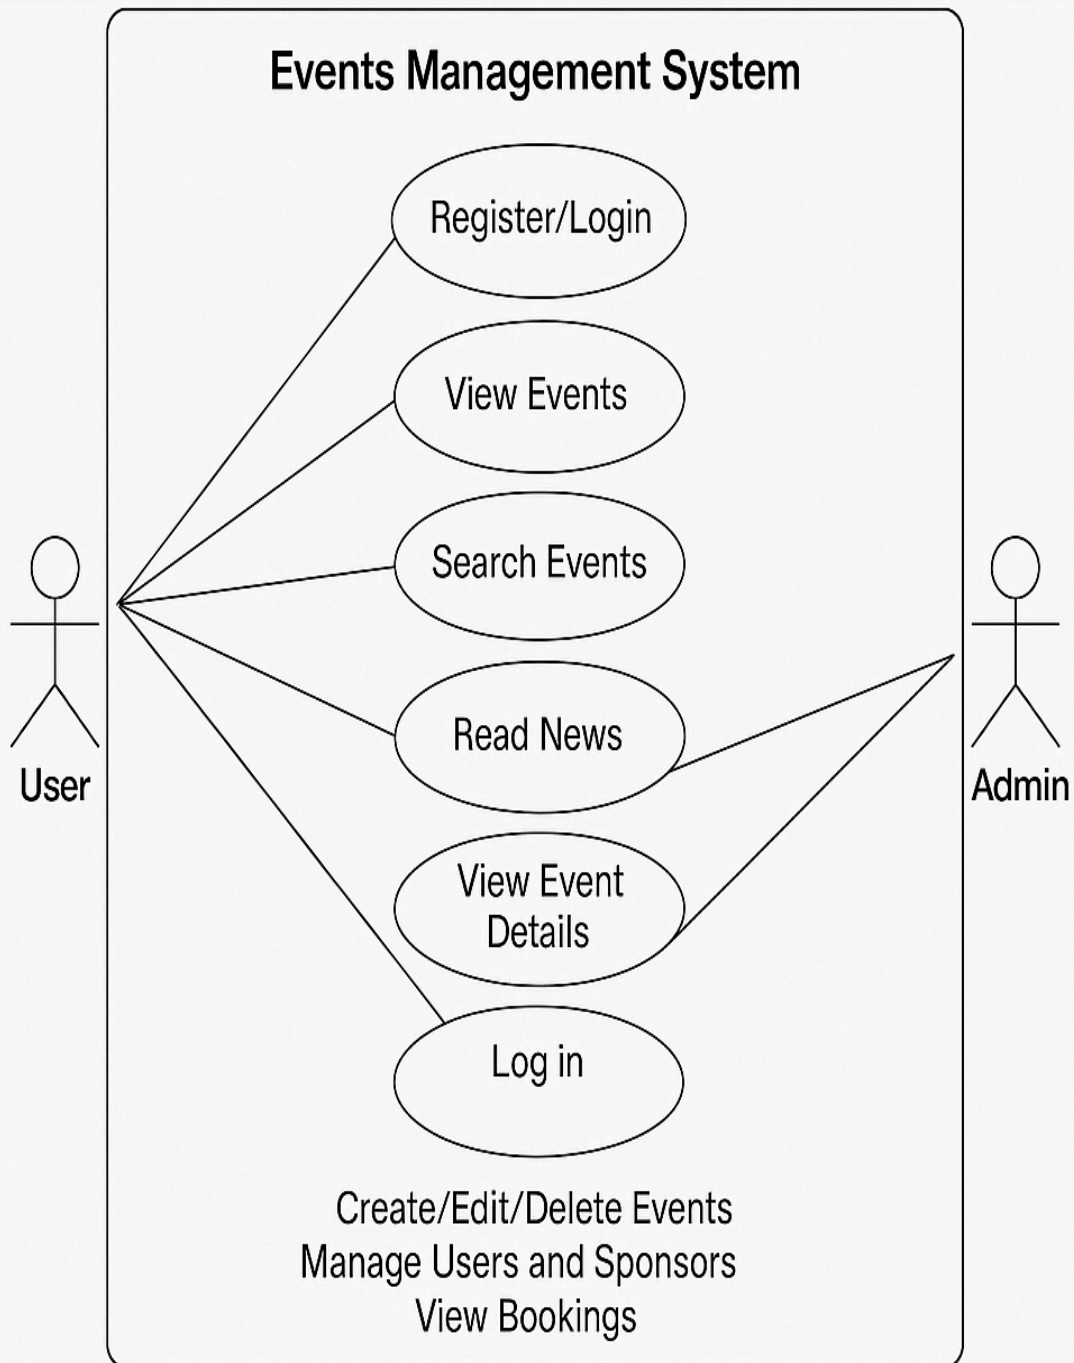 Events Management System
Register/Login
View Events
Search Events
Read News
User
Admin
View Event
Details
Log in
Create/Edit/Delete Events
Manage Users and Sponsors
View Bookings